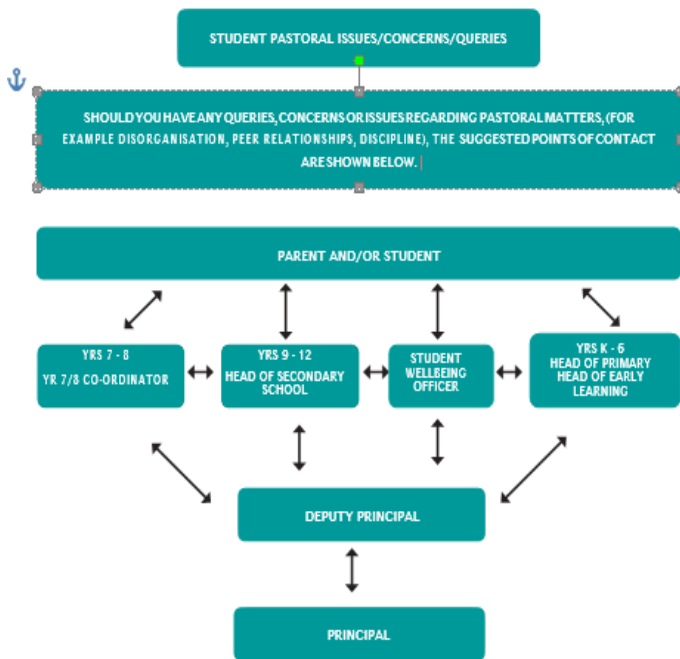 STUDENT PASTORAL ISSUES/CONCERNS/QUERIES
SHOULD YOU HAVE ANY QUERIES, CONCERNS OR ISSUES REGARDING PASTORAL MATTERS, (FOR
EXAMPLE DISORGANISATION, PEER RELATIONSHIPS, DISCIPLINE), THE SUGGESTED POINTS OF CONTACT
ARE SHOWN BELOW.
PARENT AND/OR STUDENT
YRS 7 - 8
YR 7/8 CO-ORDINATOR
YRS 9 - 12
HEAD OF SECONDARY
SCHOOL
STUDENT
WELLBEING
OFFICER
YRS K - 6
HEAD OF PRIMARY
HEAD OF EARLY
LEARNING
DEPUTY PRINCIPAL
PRINCIPAL